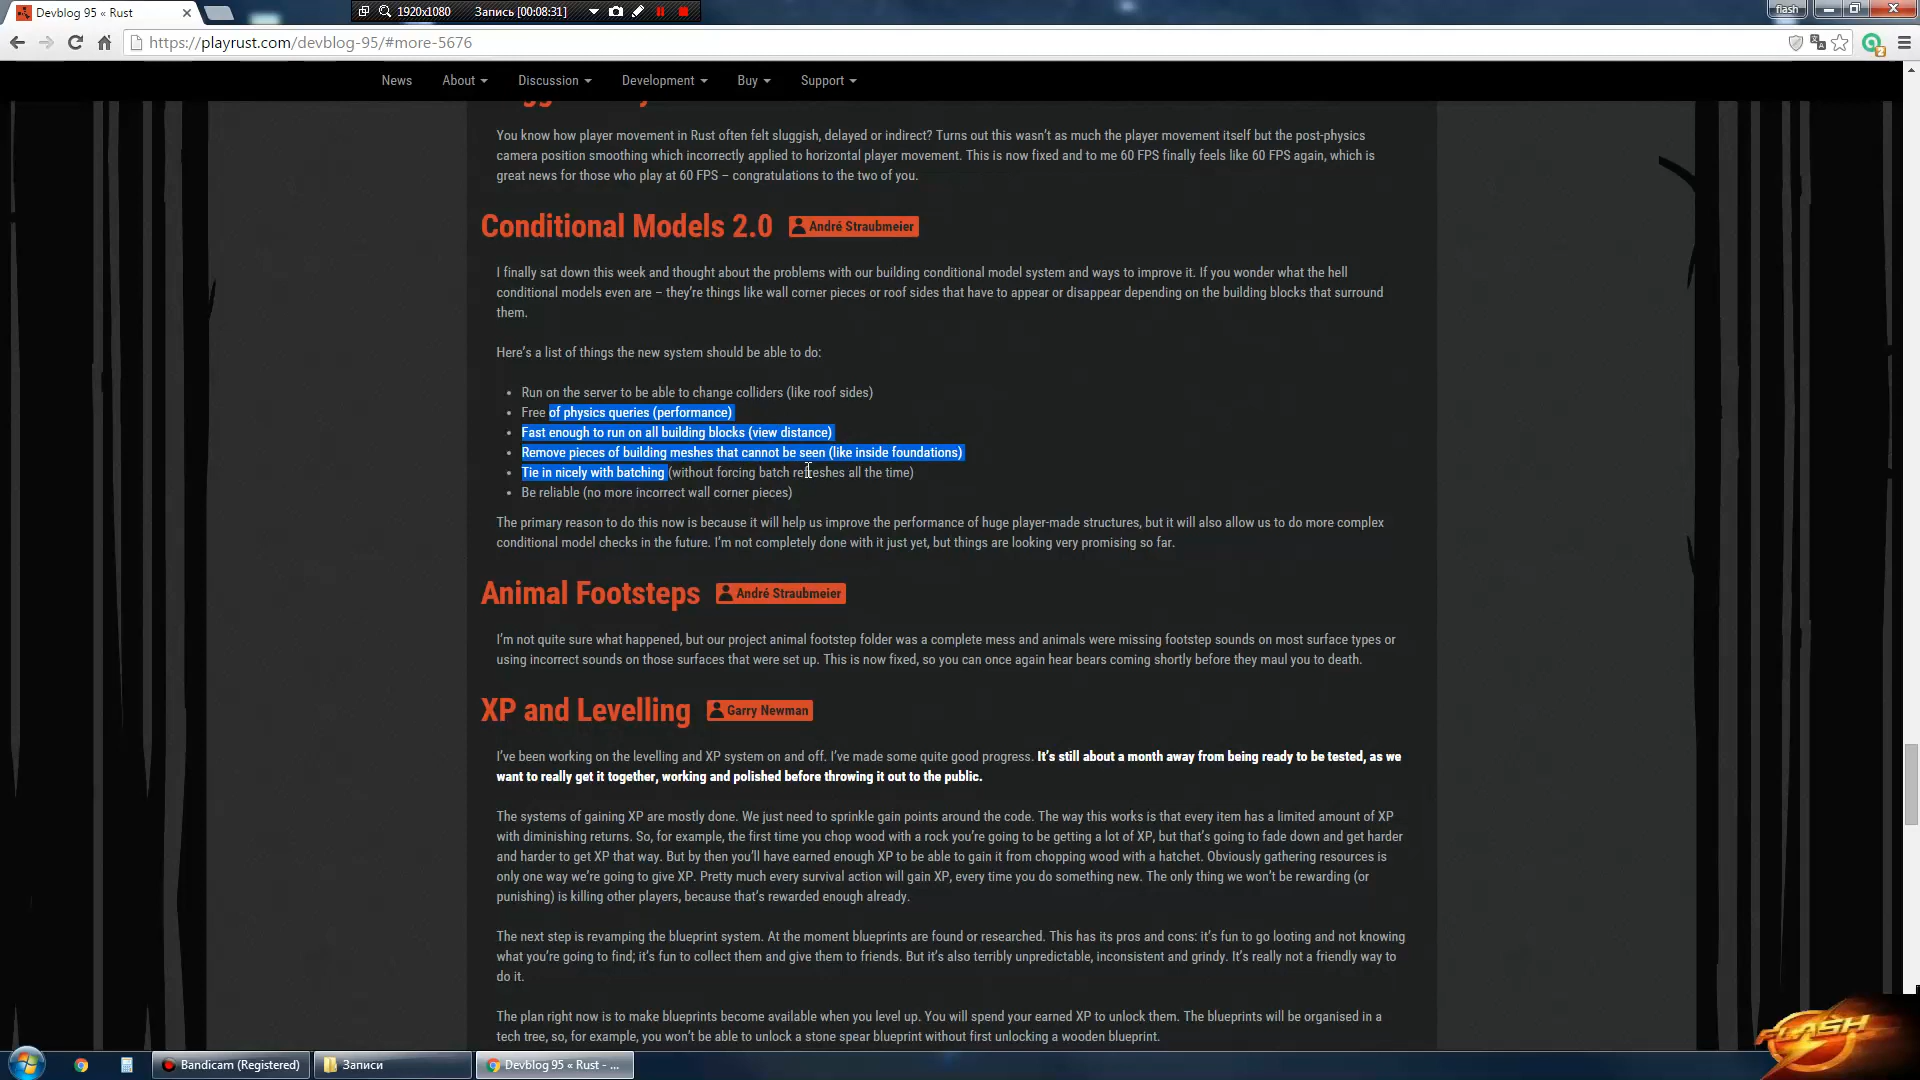 Devblog 95 « Rust
1920x1080
Запись [00:08:31]
flash
https://playrust.com/devblog-95/#more-5676
2
News
About
Discussion
Development
Buy
Support
You know how player movement in Rust often felt sluggish, delayed or indirect? Turns out this wasn't as much the player movement itself but the post-physics
camera position smoothing which incorrectly applied to horizontal player movement. This is now fixed and to me 60 FPS finally feels like 60 FPS again, which is
great news for those who play at 60 FPS – congratulations to the two of you.
Conditional Models 2.0
André Straubmeier
I finally sat down this week and thought about the problems with our building conditional model system and ways to improve it. If you wonder what the hell
conditional models even are – they're things like wall corner pieces or roof sides that have to appear or disappear depending on the building blocks that surround
them.
Here's a list of things the new system should be able to do:
• Run on the server to be able to change colliders (like roof sides)
• Free of physics queries (performance)
• Fast enough to run on all building blocks (view distance)
• Remove pieces of building meshes that cannot be seen (like inside foundations)
• Tie in nicely with batching (without forcing batch refreshes all the time)
• Be reliable (no more incorrect wall corner pieces)
The primary reason to do this now is because it will help us improve the performance of huge player-made structures, but it will also allow us to do more complex
conditional model checks in the future. I'm not completely done with it just yet, but things are looking very promising so far.
Animal Footsteps
André Straubmeier
I'm not quite sure what happened, but our project animal footstep folder was a complete mess and animals were missing footstep sounds on most surface types or
using incorrect sounds on those surfaces that were set up. This is now fixed, so you can once again hear bears coming shortly before they maul you to death.
XP and Levelling
Garry Newman
I've been working on the levelling and XP system on and off. I've made some quite good progress. It's still about a month away from being ready to be tested, as we
want to really get it together, working and polished before throwing it out to the public.
The systems of gaining XP are mostly done. We just need to sprinkle gain points around the code. The way this works is that every item has a limited amount of XP
with diminishing returns. So, for example, the first time you chop wood with a rock you're going to be getting a lot of XP, but that's going to fade down and get harder
and harder to get XP that way. But by then you'll have earned enough XP to be able to gain it from chopping wood with a hatchet. Obviously gathering resources is
only one way we're going to give XP. Pretty much every survival action will gain XP, every time you do something new. The only thing we won't be rewarding (or
punishing) is killing other players, because that's rewarded enough already.
The next step is revamping the blueprint system. At the moment blueprints are found or researched. This has its pros and cons: it's fun to go looting and not knowing
what you're going to find; it's fun to collect them and give them to friends. But it's also terribly unpredictable, inconsistent and grindy. It's really not a friendly way to
do it.
The plan right now is to make blueprints become available when you level up. You will spend your earned XP to unlock them. The blueprints will be organised in a
tech tree, so, for example, you won't be able to unlock a stone spear blueprint without first unlocking a wooden blueprint.
FLASH
Bandicam (Registered)
Записи
Devblog 95 « Rust - ...